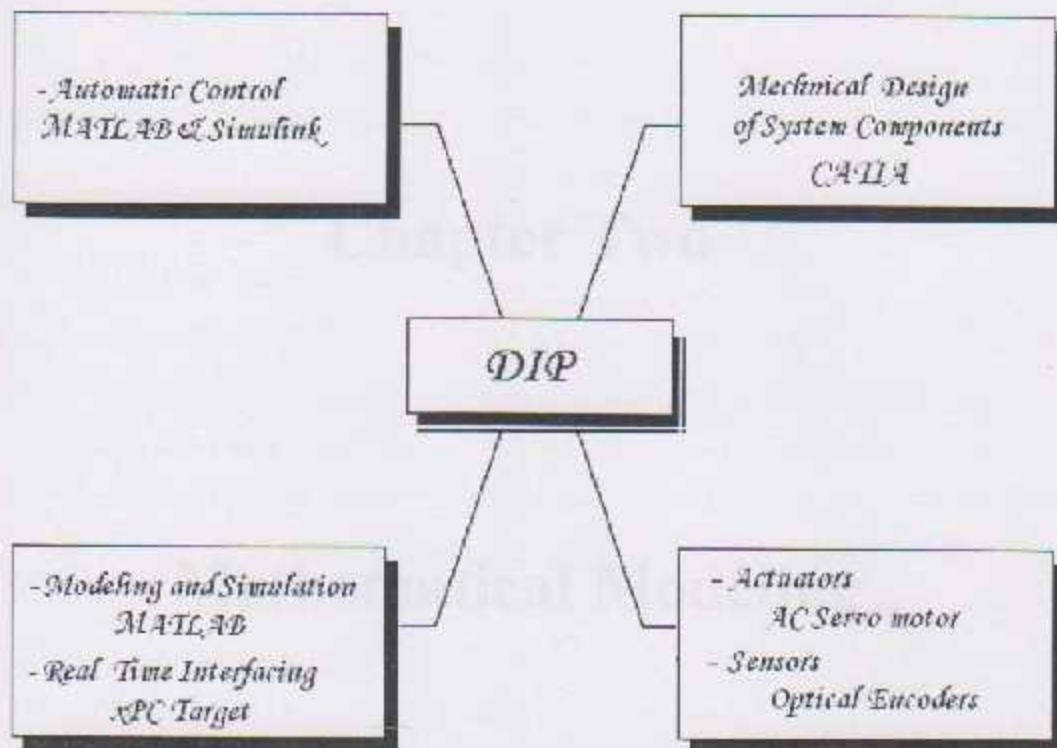 - Automatic Control
MATLAB & Simulink
Mechnical Design
of System Components
CATIA
Chapter Two
DIP
- Modeling and Simulation
MATLAB
- Real Time Interfacing
xPC Target
Mathematical Modeling
- Actuators
AC Servo motor
- Sensors
Optical Encoders